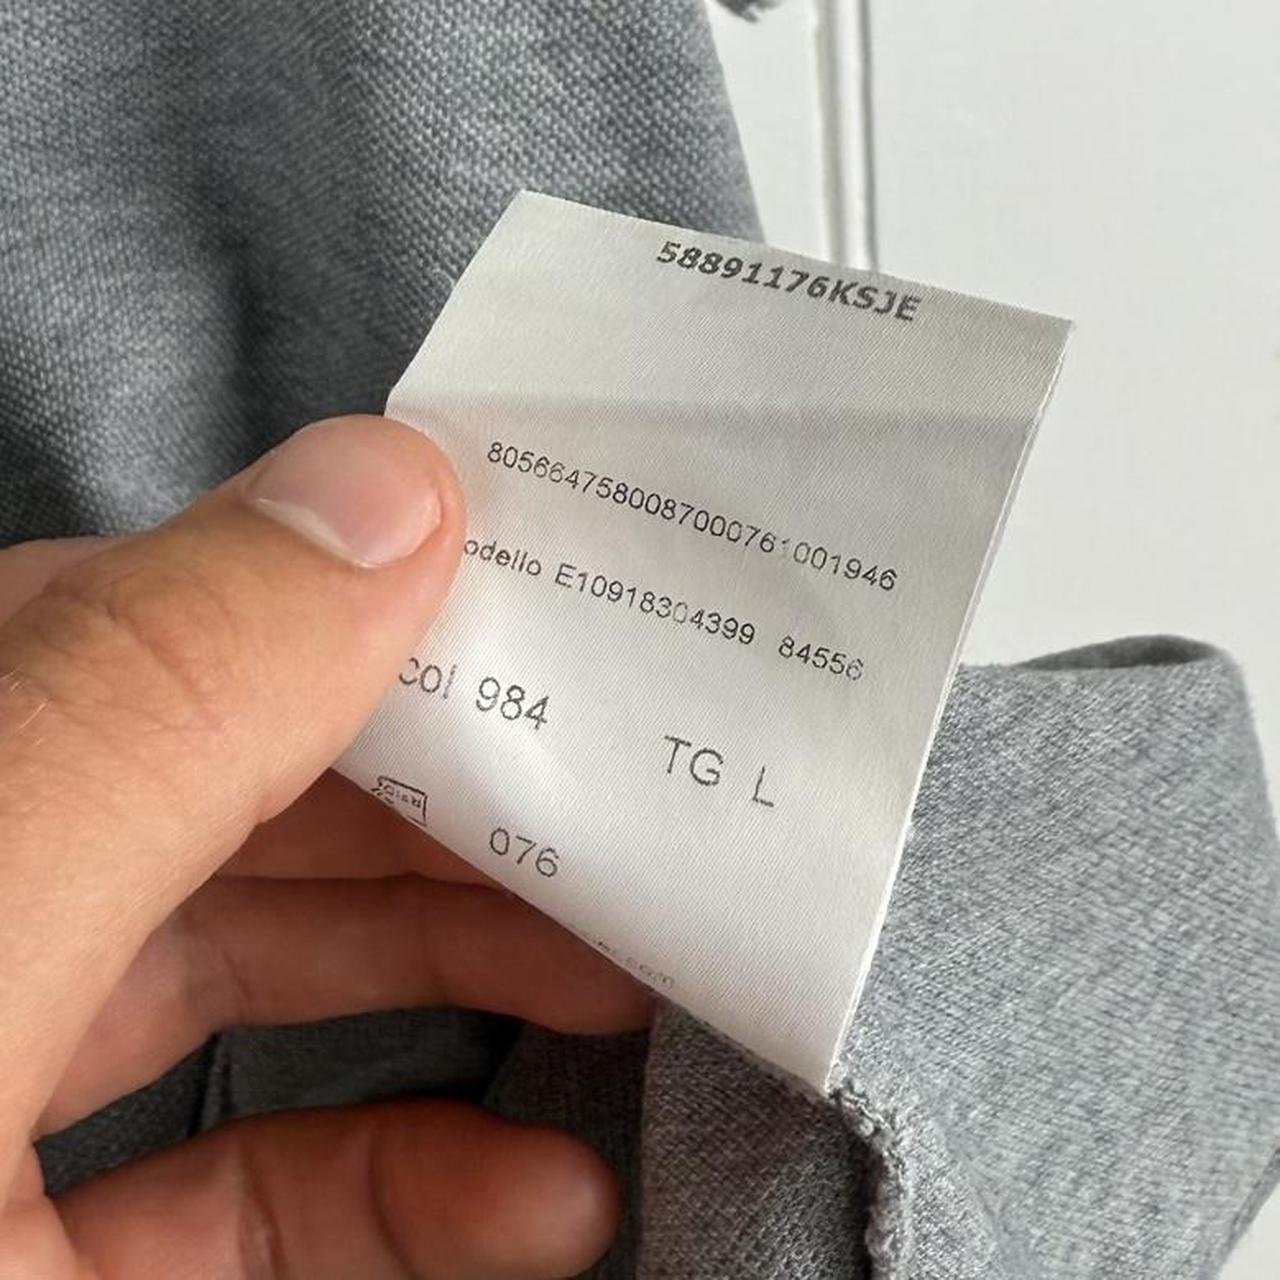 58891176KSJE
8056647580087000761001946
odello E10918304399 84556
col 984 TG L
076